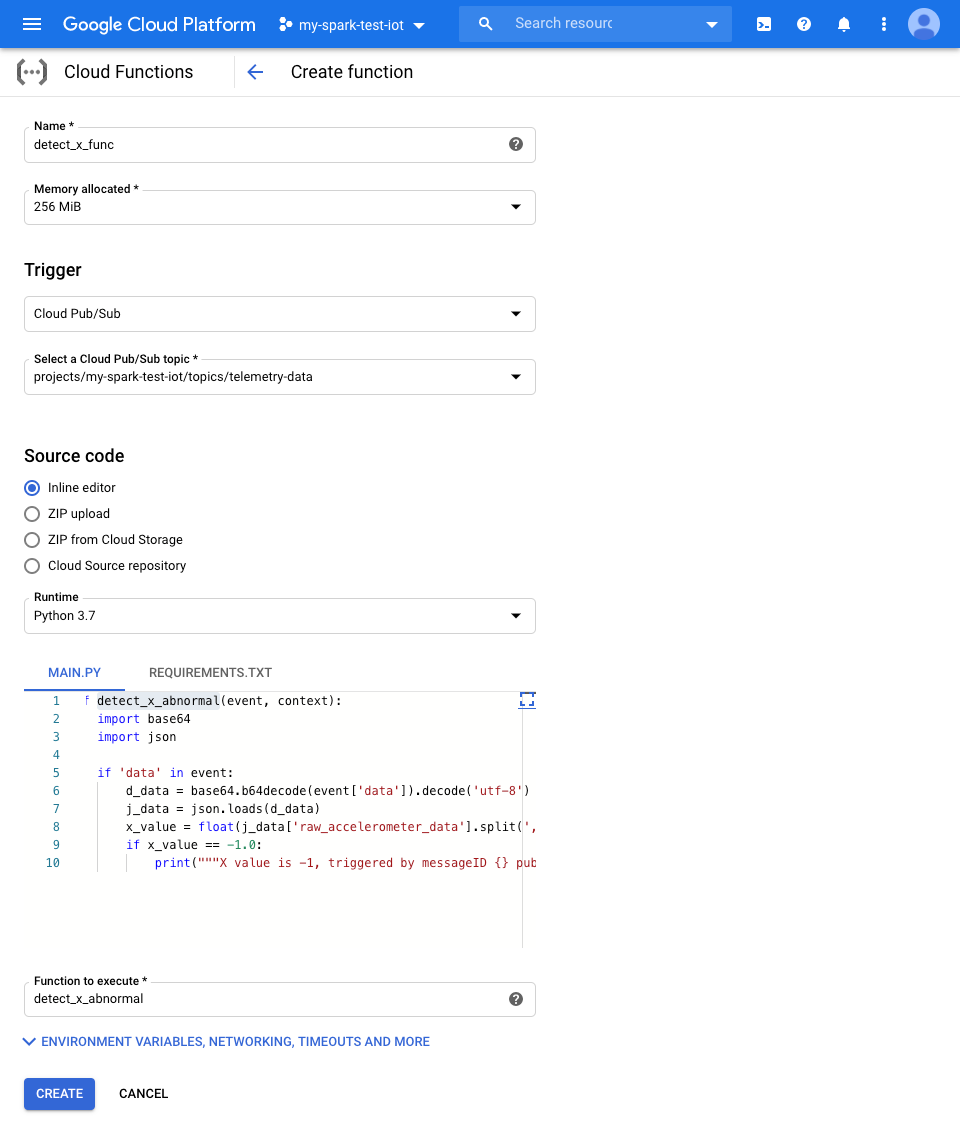 Google Cloud Platform my-spark-test-iot Search resourc
Cloud Functions Create function
Name *
detect_x_func
Memory allocated *
256 MiB
Trigger
Cloud Pub/Sub
Select a Cloud Pub/Sub topic *
projects/my-spark-test-iot/topics/telemetry-data
Source code
Inline editor
ZIP upload
ZIP from Cloud Storage
Cloud Source repository
Runtime
Python 3.7
MAIN.PY REQUIREMENTS.TXT
1 f detect_x_abnormal(event, context):
2 import base64
3 import json
4
5 if 'data' in event:
6 d_data = base64.b64decode(event['data']).decode('utf-8')
7 j_data = json.loads(d_data)
8 x_value = float(j_data['raw_accelerometer_data'].split(',
9 if x_value == -1.0:
10 print("""X value is -1, triggered by messageID {} pub
Function to execute *
detect_x_abnormal
ENVIRONMENT VARIABLES, NETWORKING, TIMEOUTS AND MORE
CREATE CANCEL